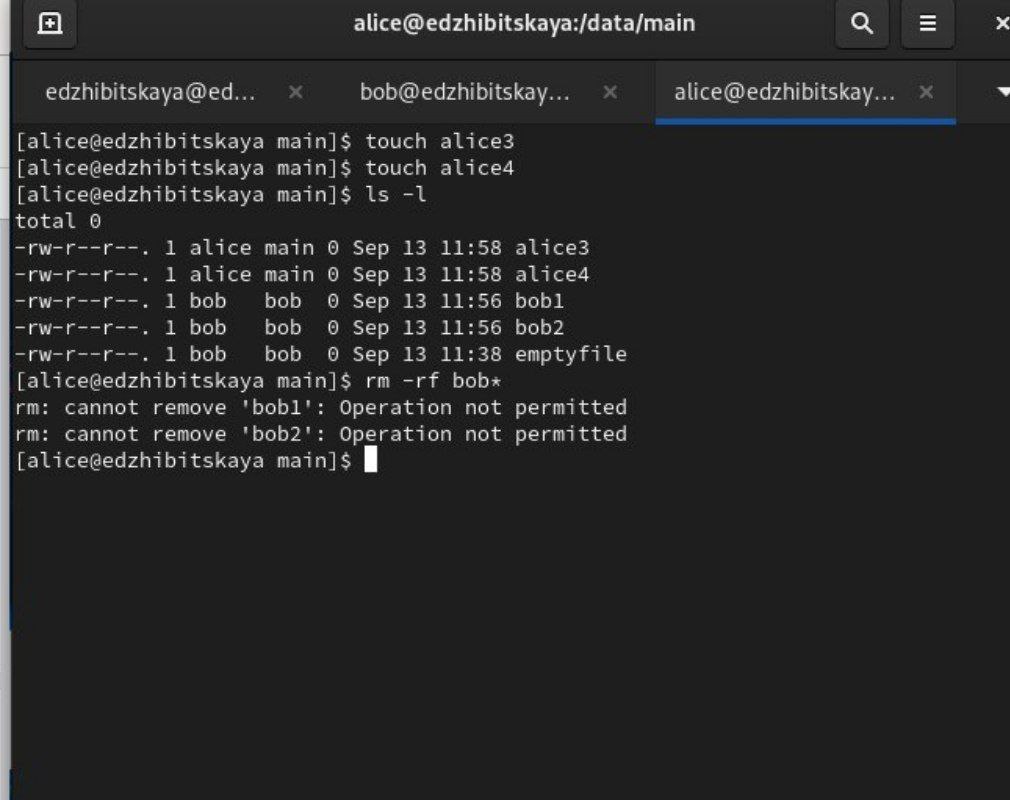 alice@edzhibitskaya:/data/main
edzhibitskaya@ed... bob@edzhibitskay... alice@edzhibitskay...
[alice@edzhibitskaya main]$ touch alice3
[alice@edzhibitskaya main]$ touch alice4
[alice@edzhibitskaya main]$ ls -l
total 0
-rw-r--r--. 1 alice main 0 Sep 13 11:58 alice3
-rw-r--r--. 1 alice main 0 Sep 13 11:58 alice4
-rw-r--r--. 1 bob   bob  0 Sep 13 11:56 bob1
-rw-r--r--. 1 bob   bob  0 Sep 13 11:56 bob2
-rw-r--r--. 1 bob   bob  0 Sep 13 11:38 emptyfile
[alice@edzhibitskaya main]$ rm -rf bob*
rm: cannot remove 'bob1': Operation not permitted
rm: cannot remove 'bob2': Operation not permitted
[alice@edzhibitskaya main]$